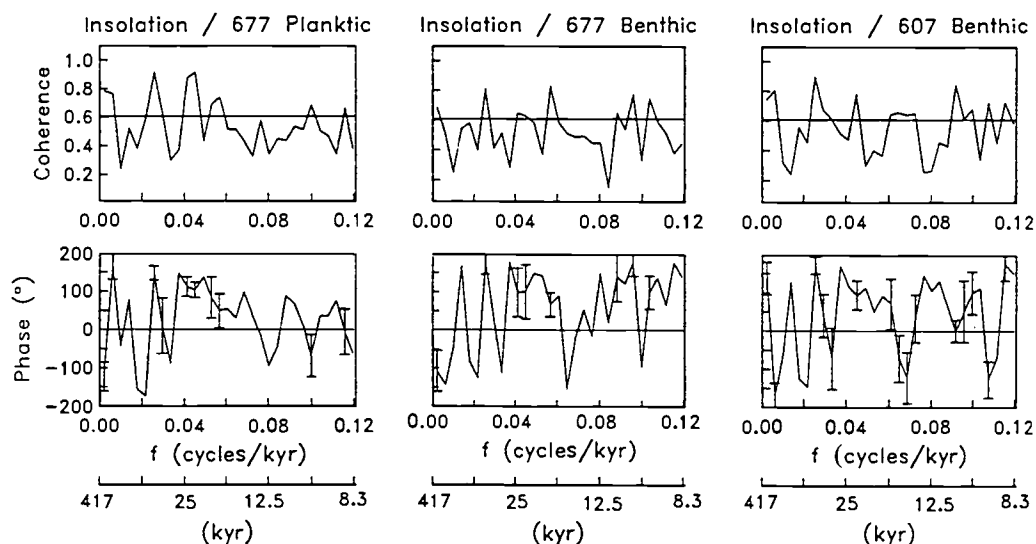 Insolation / 677 Planktic
Insolation / 677 Benthic
Insolation / 607 Benthic
Coherence
1.0
0.8
0.6
0.4
0.2
0.00 0.04 0.08 0.12
0.00 0.04 0.08 0.12
0.00 0.04 0.08 0.12
Phase (°)
200
100
0
-100
-200
0.00 0.04 0.08 0.12
0.00 0.04 0.08 0.12
0.00 0.04 0.08 0.12
f (cycles/kyr)
f (cycles/kyr)
f (cycles/kyr)
417 25 12.5 8.3
417 25 12.5 8.3
417 25 12.5 8.3
(kyr)
(kyr)
(kyr)